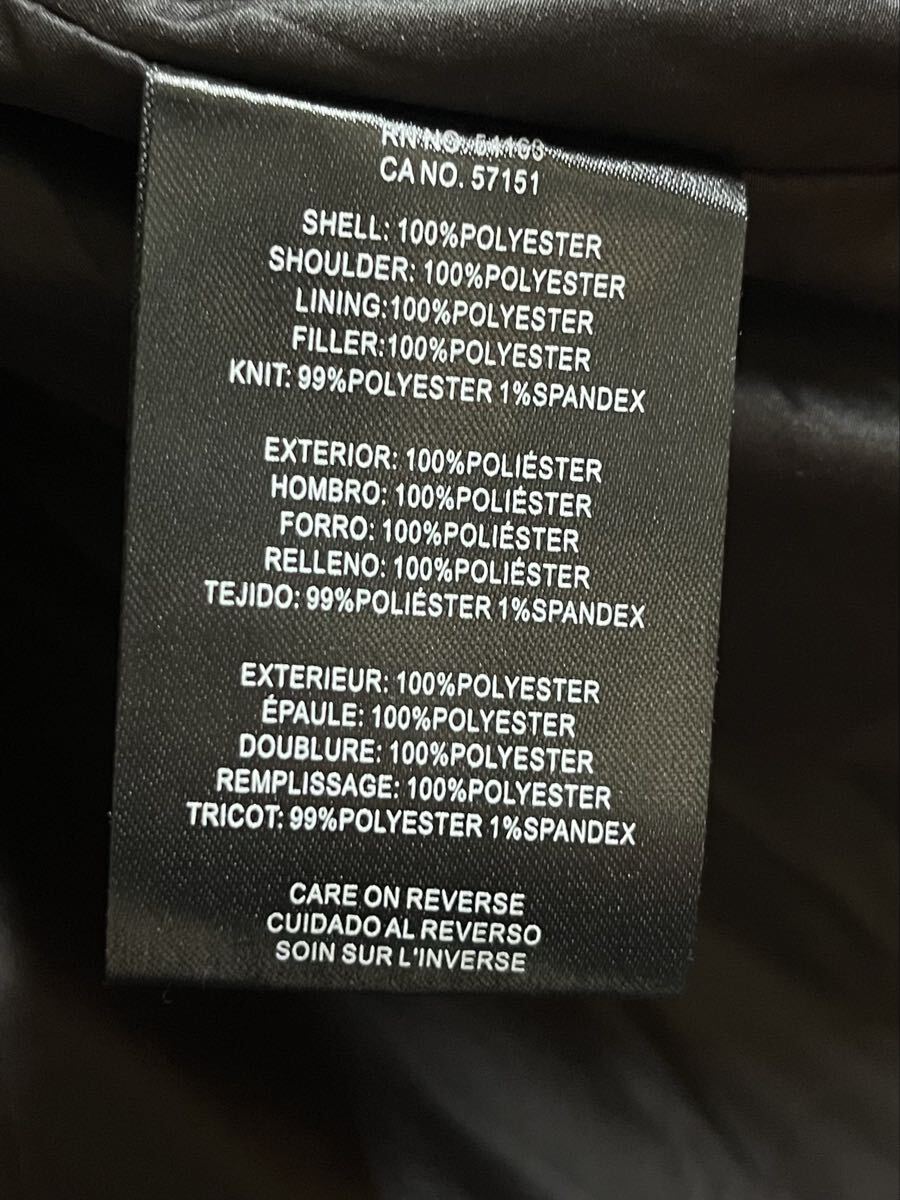 RN NO. 54163
CA NO. 57151
SHELL: 100%POLYESTER
SHOULDER: 100%POLYESTER
LINING:100%POLYESTER
FILLER:100%POLYESTER
KNIT: 99%POLYESTER 1%SPANDEX
EXTERIOR: 100%POLIÉSTER
HOMBRO: 100%POLIÉSTER
FORRO: 100%POLIÉSTER
RELLENO: 100%POLIÉSTER
TEJIDO: 99%POLIÉSTER 1%SPANDEX
EXTERIEUR: 100%POLYESTER
ÉPAULE: 100%POLYESTER
DOUBLURE: 100%POLYESTER
REMPLISSAGE: 100%POLYESTER
TRICOT: 99%POLYESTER 1%SPANDEX
CARE ON REVERSE
CUIDADO AL REVERSO
SOIN SUR L'INVERSE